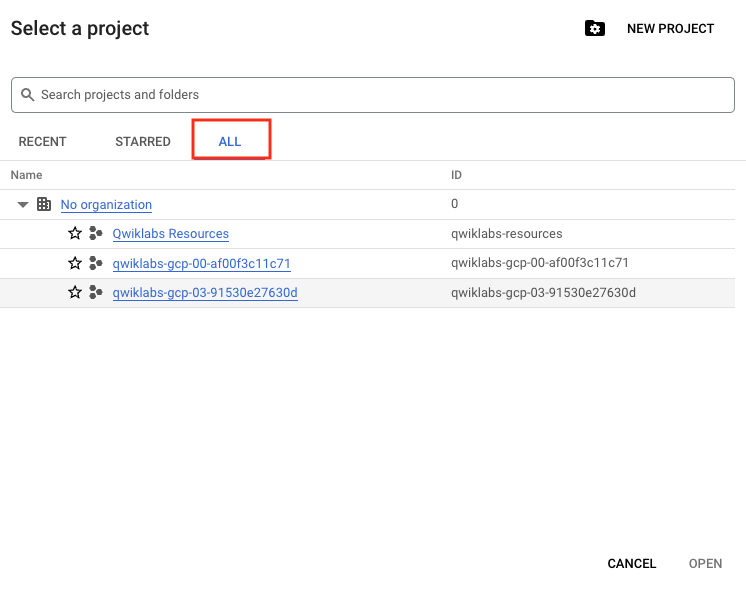 Select a project
NEW PROJECT
Search projects and folders
RECENT STARRED ALL
Name ID
No organization 0
Qwiklabs Resources qwiklabs-resources
qwiklabs-gcp-00-af00f3c11c71 qwiklabs-gcp-00-af00f3c11c71
qwiklabs-gcp-03-91530e27630d qwiklabs-gcp-03-91530e27630d
CANCEL OPEN